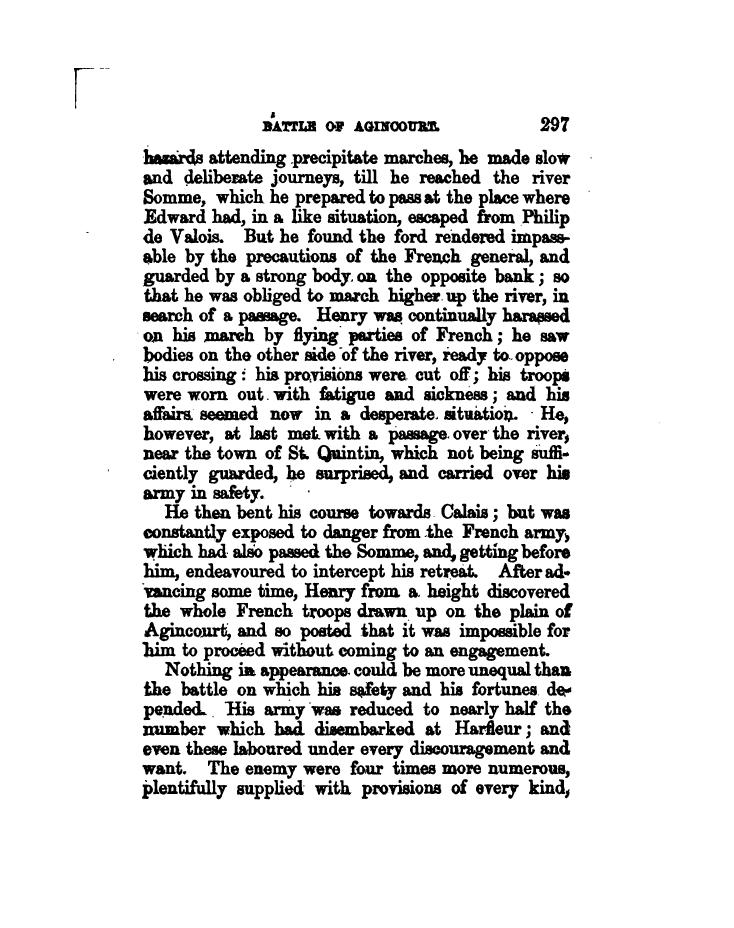 BATTLE OF AGINCOURT. 297
hazards attending precipitate marches, he made slow
and deliberate journeys, till he reached the river
Somme, which he prepared to pass at the place where
Edward had, in a like situation, escaped from Philip
de Valois. But he found the ford rendered impass-
able by the precautions of the French general, and
guarded by a strong body on the opposite bank; so
that he was obliged to march higher up the river, in
search of a passage. Henry was continually harassed
on his march by flying parties of French; he saw
bodies on the other side of the river, ready to oppose
his crossing: his provisions were cut off; his troops
were worn out with fatigue and sickness; and his
affairs seemed now in a desperate situation. He,
however, at last met with a passage over the river,
near the town of St. Quintin, which not being suffi-
ciently guarded, he surprised, and carried over his
army in safety.
He then bent his course towards Calais; but was
constantly exposed to danger from the French army,
which had also passed the Somme, and, getting before
him, endeavoured to intercept his retreat. After ad-
vancing some time, Henry from a height discovered
the whole French troops drawn up on the plain of
Agincourt, and so posted that it was impossible for
him to proceed without coming to an engagement.
Nothing in appearance could be more unequal than
the battle on which his safety and his fortunes de-
pended. His army was reduced to nearly half the
number which had disembarked at Harfleur; and
even these laboured under every discouragement and
want. The enemy were four times more numerous,
plentifully supplied with provisions of every kind,